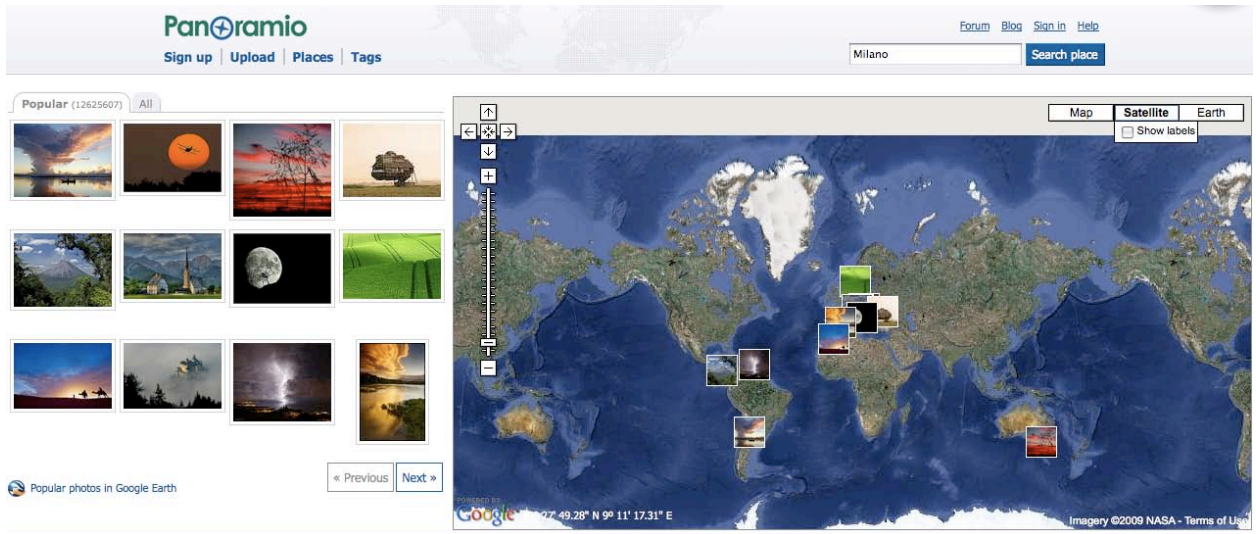 Panoramio
Forum Blog Sign in Help
Sign up Upload Places Tags
Milano
Search place
Popular (12625607) All
Map Satellite Earth
Show labels
« Previous Next »
Popular photos in Google Earth
POWERED BY
Google
27' 49.28" N 9º 11' 17.31" E
Imagery ©2009 NASA - Terms of Use